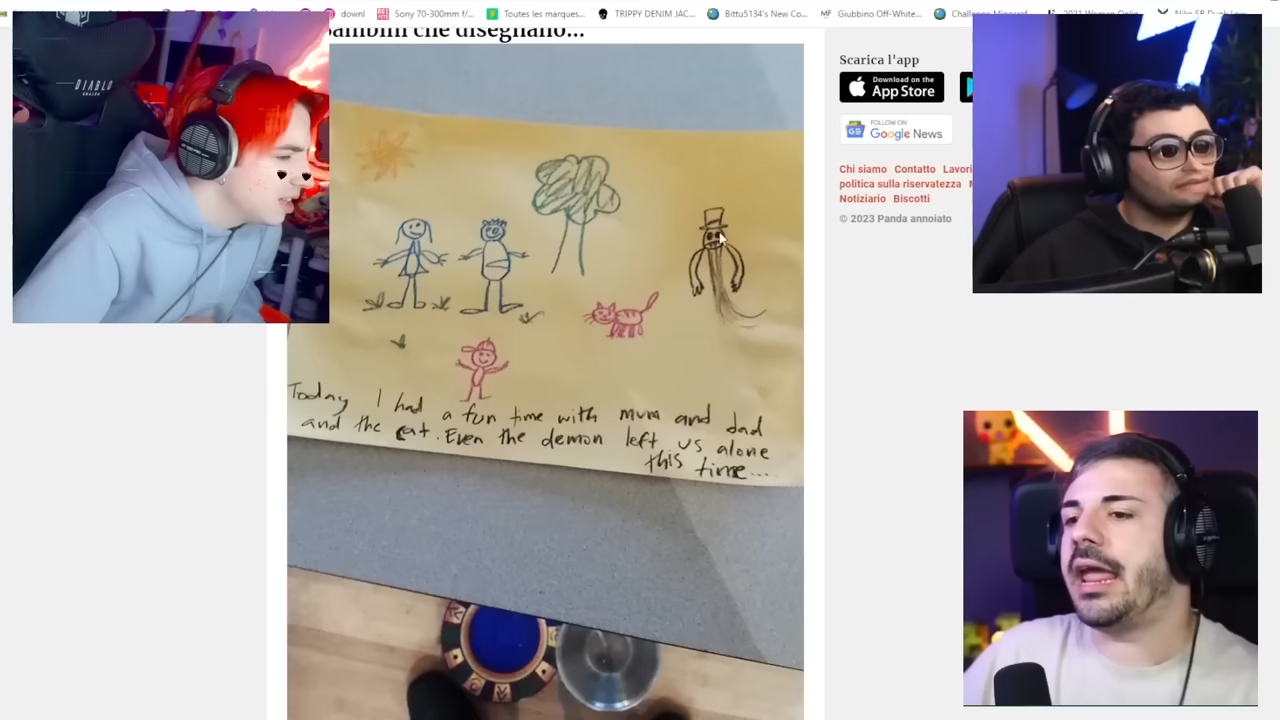 downl
Sony 70-300mm f/...
Toutes les marques...
TRIPPY DENIM JAC...
Bittu5134's New Co...
Giubbino Off-White...
bambini che disegnano...
DIABLO
Scarica l'app
Download on the
App Store
FOLLOW ON
Google News
Chi siamo Contatto
politica sulla riservatezza
Notiziario Biscotti
© 2023 Panda annoiato
Today I had a fun time with mum and dad
and the cat. Even the demon left us alone
this time...